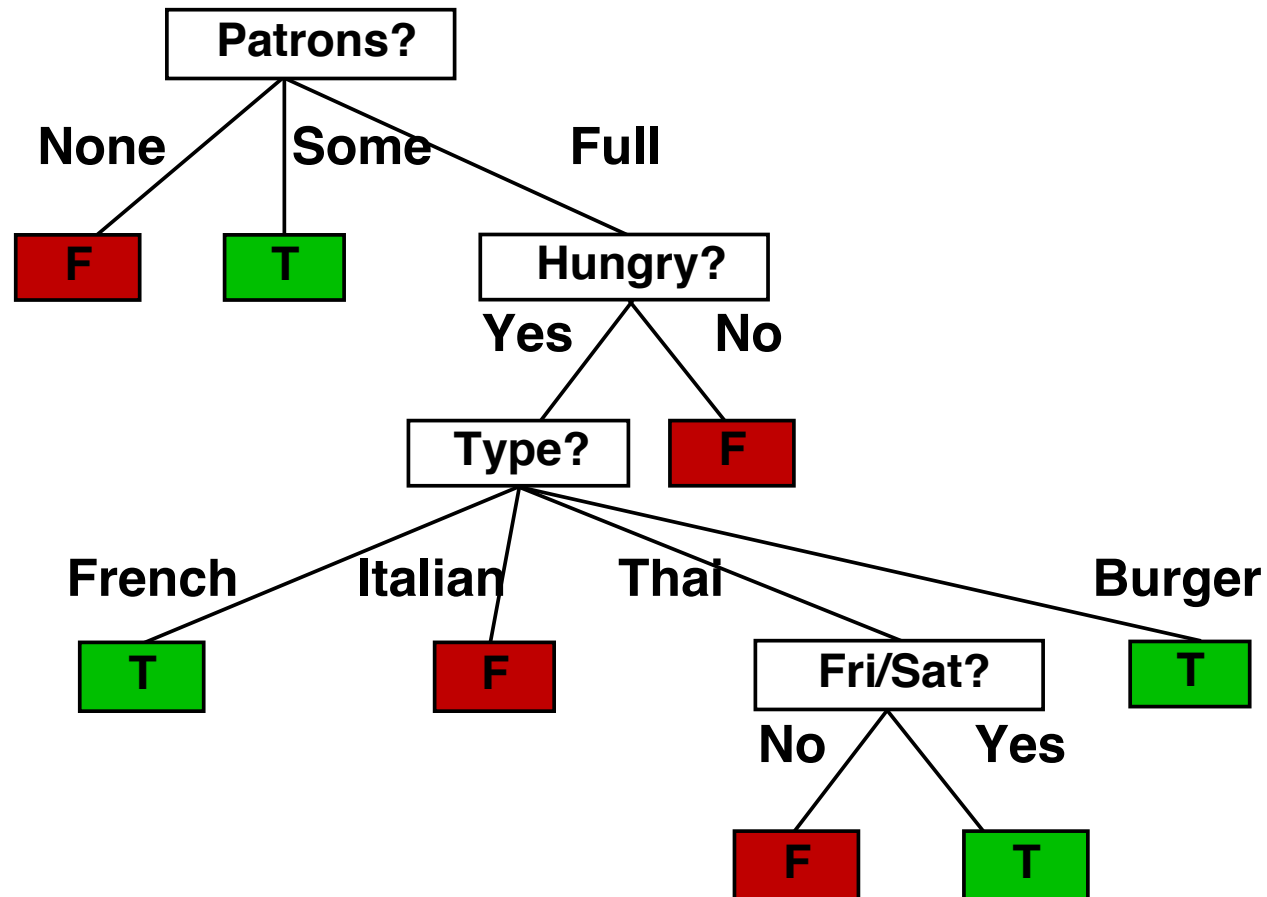 Patrons?
None Some Full
F T Hungry?
Yes No
Type? F
French Italian Thai Burger
T F Fri/Sat? T
No Yes
F T